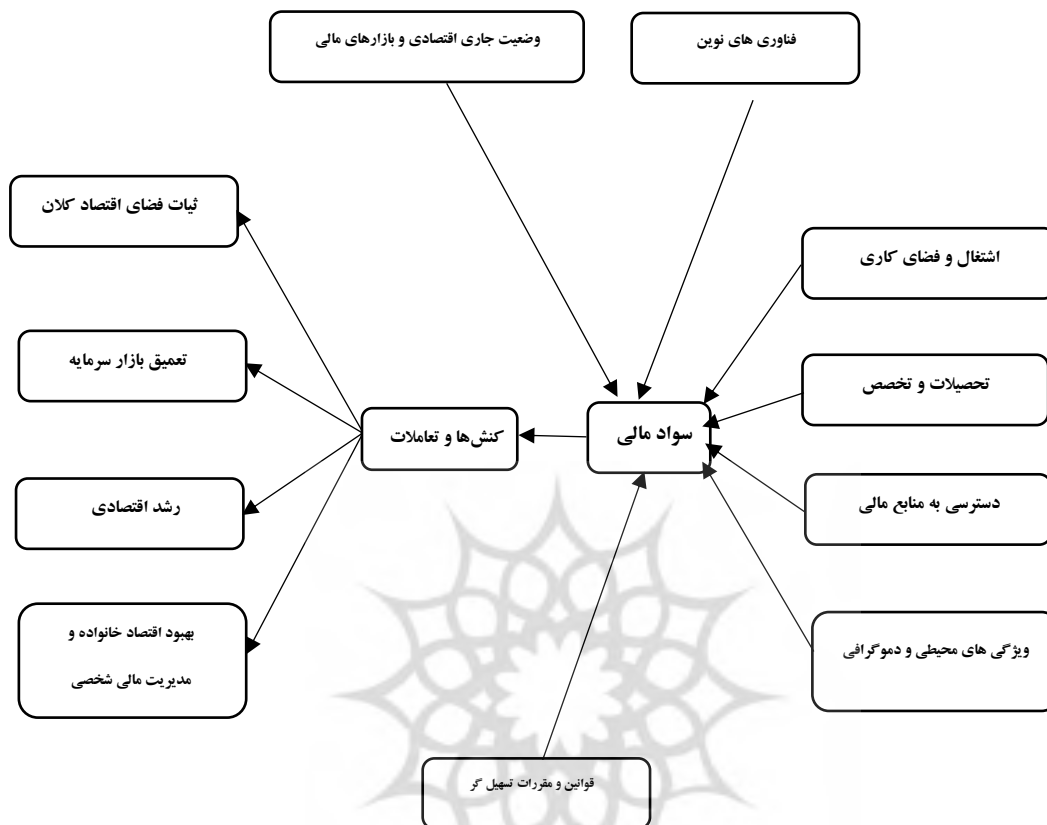 فناوری های نوین
وضعیت جاری اقتصادی و بازارهای مالی
اشتغال و فضای کاری
تحصیلات و تخصص
دسترسی به منابع مالی
ویژگی های محیطی و دموگرافی
سواد مالی
کنش‌ها و تعاملات
ثیات فضای اقتصاد کلان
تعمیق بازار سرمایه
رشد اقتصادی
بهبود اقتصاد خانواده و
مدیریت مالی شخصی
قوانین و مقررات تسهیل گر